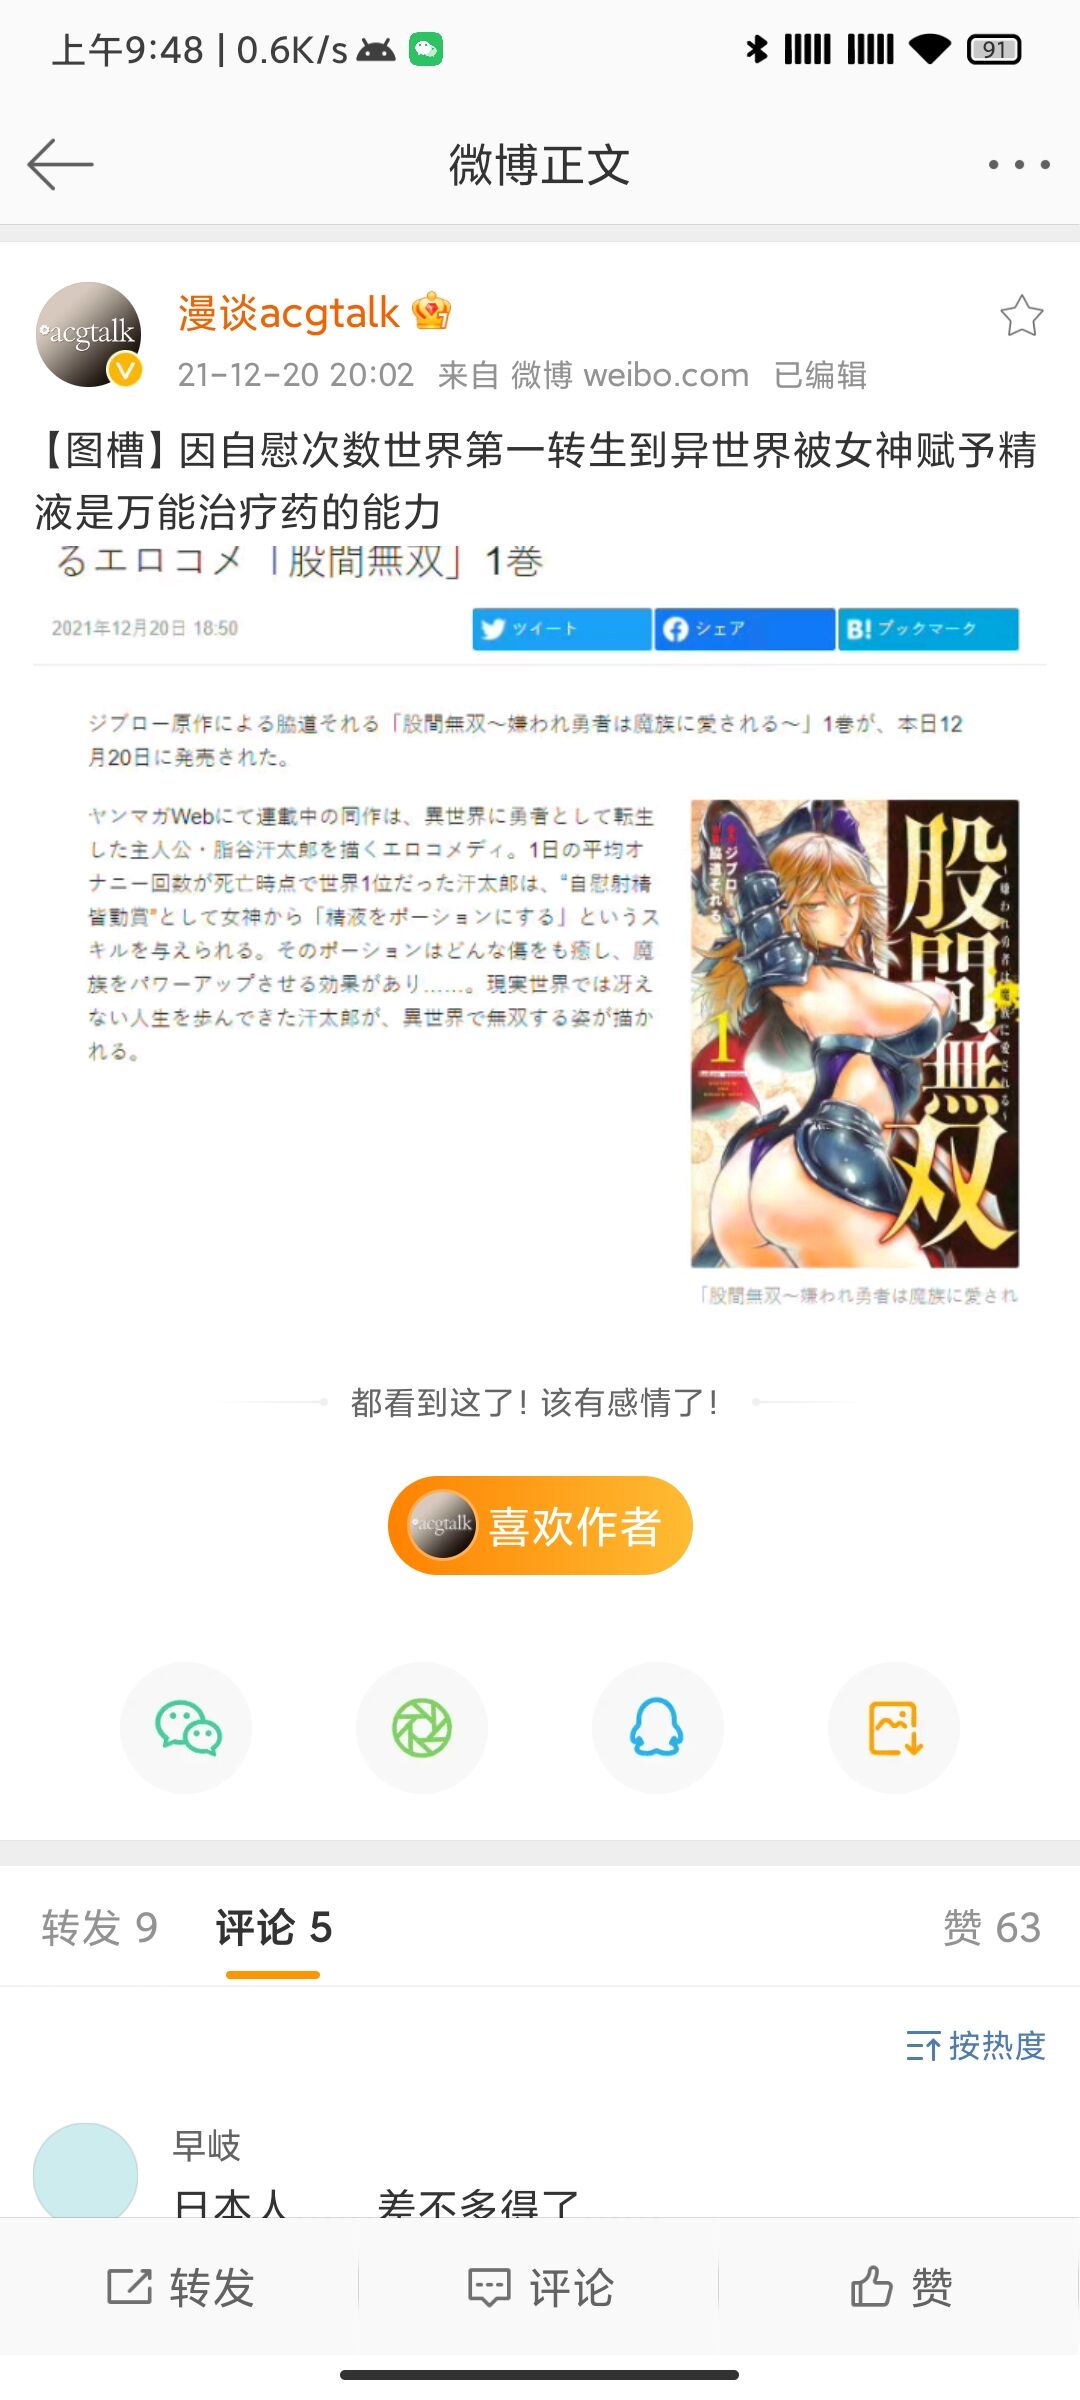 上午9:48 | 0.6K/s
91
微博正文
acgtalk
漫谈acgtalk
21-12-20 20:02 来自 微博 weibo.com 已编辑
【图槽】因自慰次数世界第一转生到异世界被女神赋予精
液是万能治疗药的能力
るエロコメ「股間無双」1巻
2021年12月20日 18:50
ツイート
シェア
B! ブックマーク
ジブロー原作による脇道それる「股間無双～嫌われ勇者は魔族に愛される～」1巻が、本日12
月20日に発売された。
ヤンマガWebにて連載中の同作は、異世界に勇者として転生
した主人公・脂谷汗太郎を描くエロコメディ。1日の平均オ
ナニー回数が死亡時点で世界1位だった汗太郎は、“自慰射精
皆勤賞”として女神から「精液をポーションにする」というス
キルを与えられる。そのポーションはどんな傷をも癒し、魔
族をパワーアップさせる効果があり……。現実世界では冴え
ない人生を歩んできた汗太郎が、異世界で無双する姿が描か
れる。
股間無双
～嫌われ勇者は魔族に愛される～
ジブロー
脇道それる
1
「股間無双～嫌われ勇者は魔族に愛され
都看到这了！该有感情了！
acgtalk
喜欢作者
转发 9
评论 5
赞 63
按热度
早岐
日本人……差不多得了
转发
评论
赞